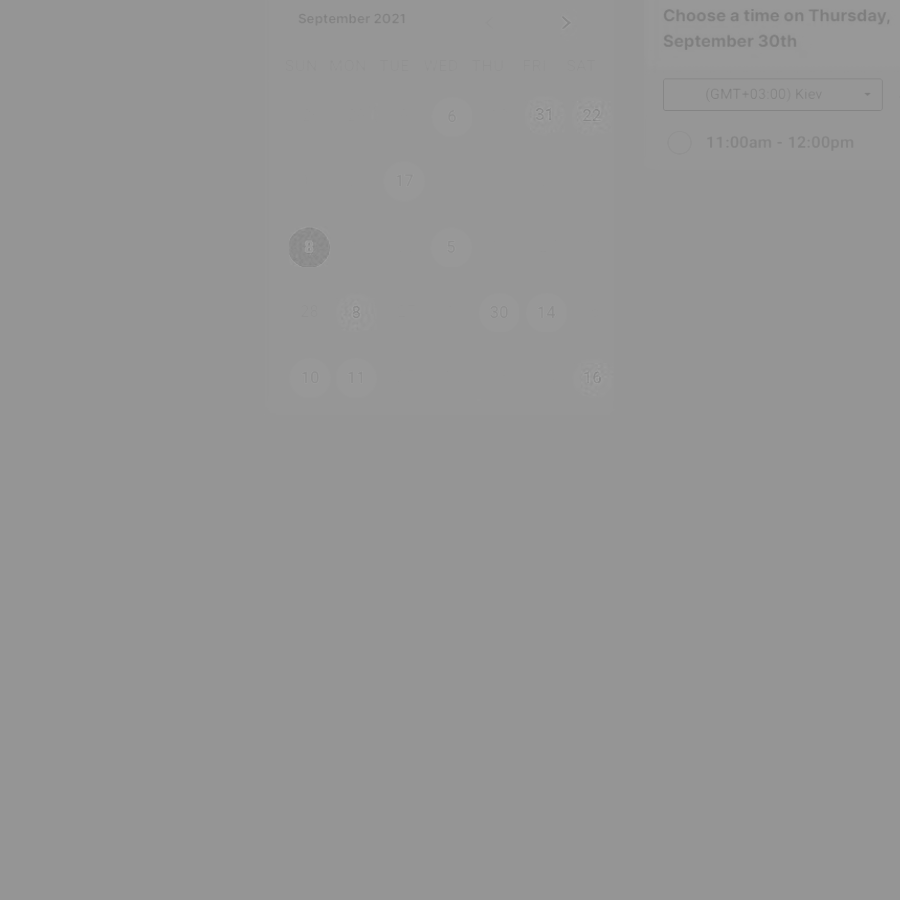 September 2021
SUN MON TUE WED THU FRI SAT
6 31 22
17
8 5
8 30 14
10 11 16
Choose a time on Thursday,
September 30th
(GMT+03:00) Kiev
11:00am - 12:00pm